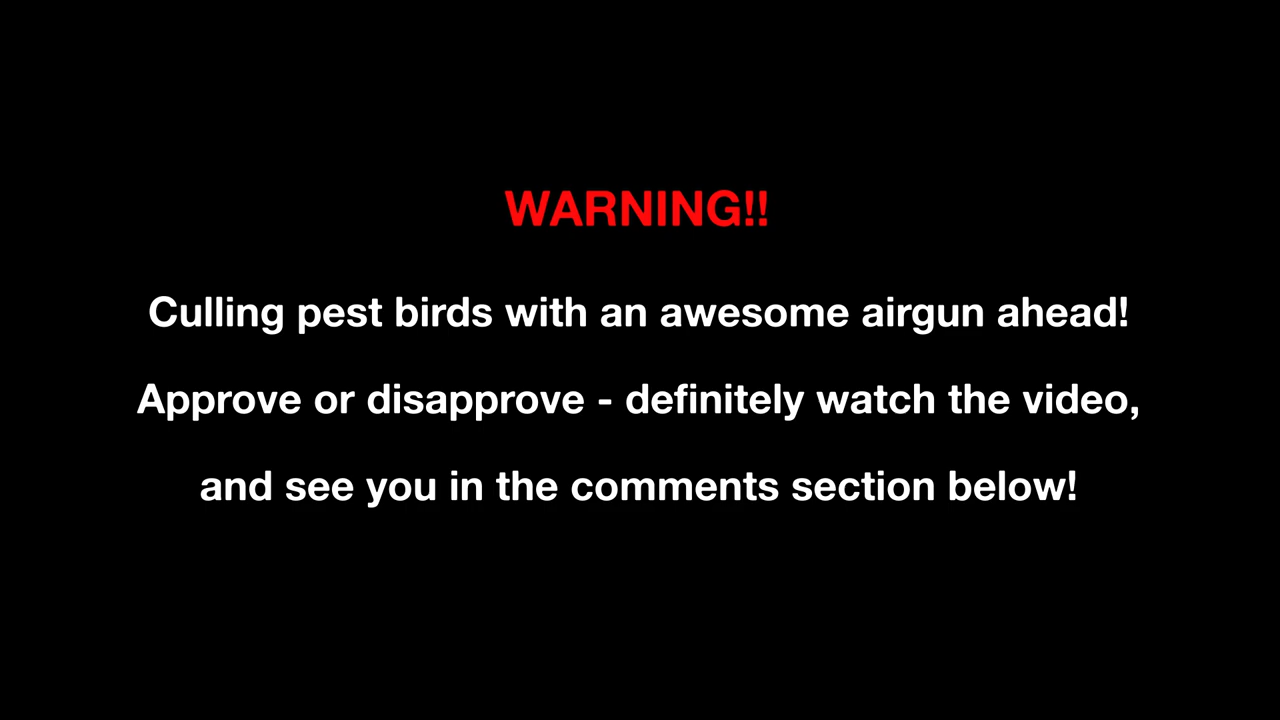 WARNING!!
Culling pest birds with an awesome airgun ahead!
Approve or disapprove - definitely watch the video,
and see you in the comments section below!